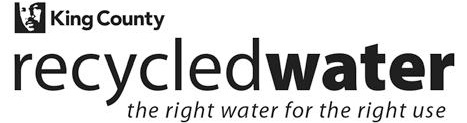 King County
recycledwater
the right water for the right use